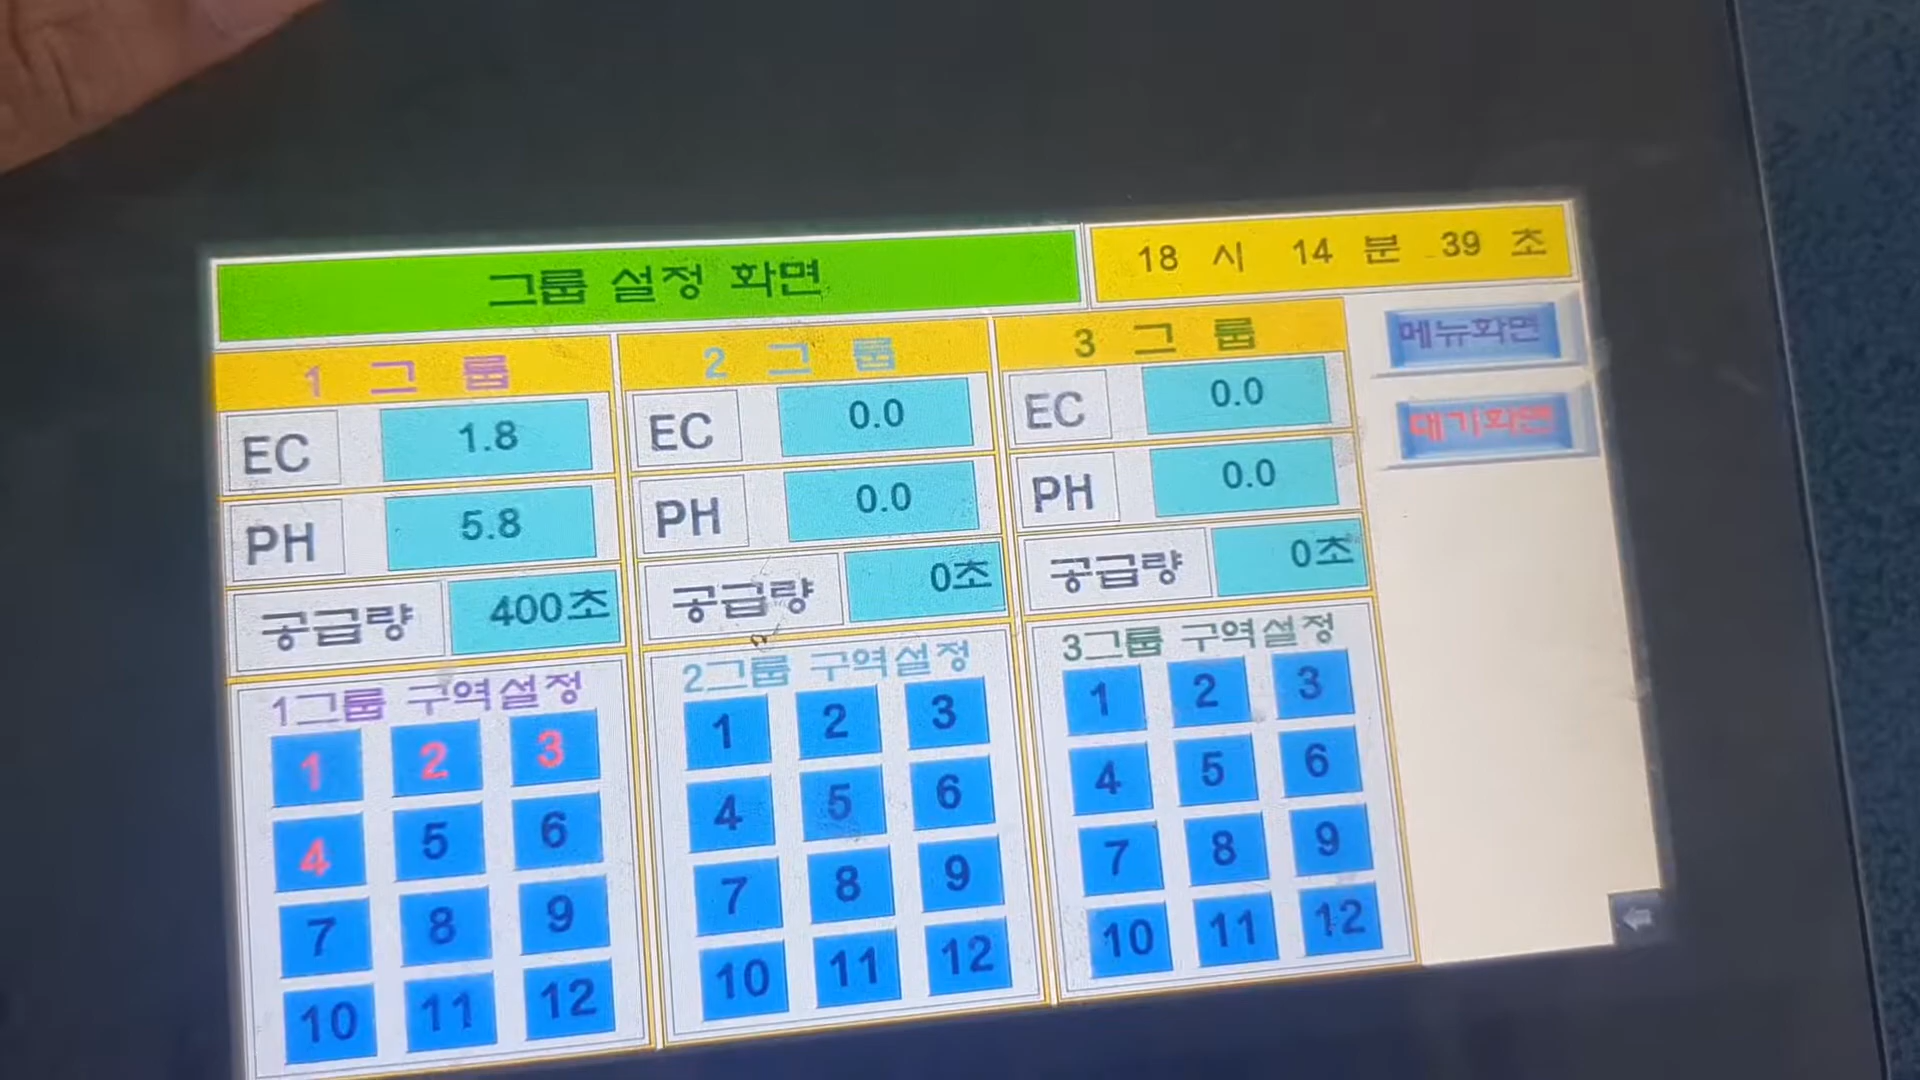 그룹 설정 화면
18 시 14 분 39 초
메뉴화면
대기화면
1 그 룹
EC 1.8
PH 5.8
공급량 400초
1그룹 구역설정
1 2 3
4 5 6
7 8 9
10 11 12
2 그 룹
EC 0.0
PH 0.0
공급량 0초
2그룹 구역설정
1 2 3
4 5 6
7 8 9
10 11 12
3 그 룹
EC 0.0
PH 0.0
공급량 0초
3그룹 구역설정
1 2 3
4 5 6
7 8 9
10 11 12